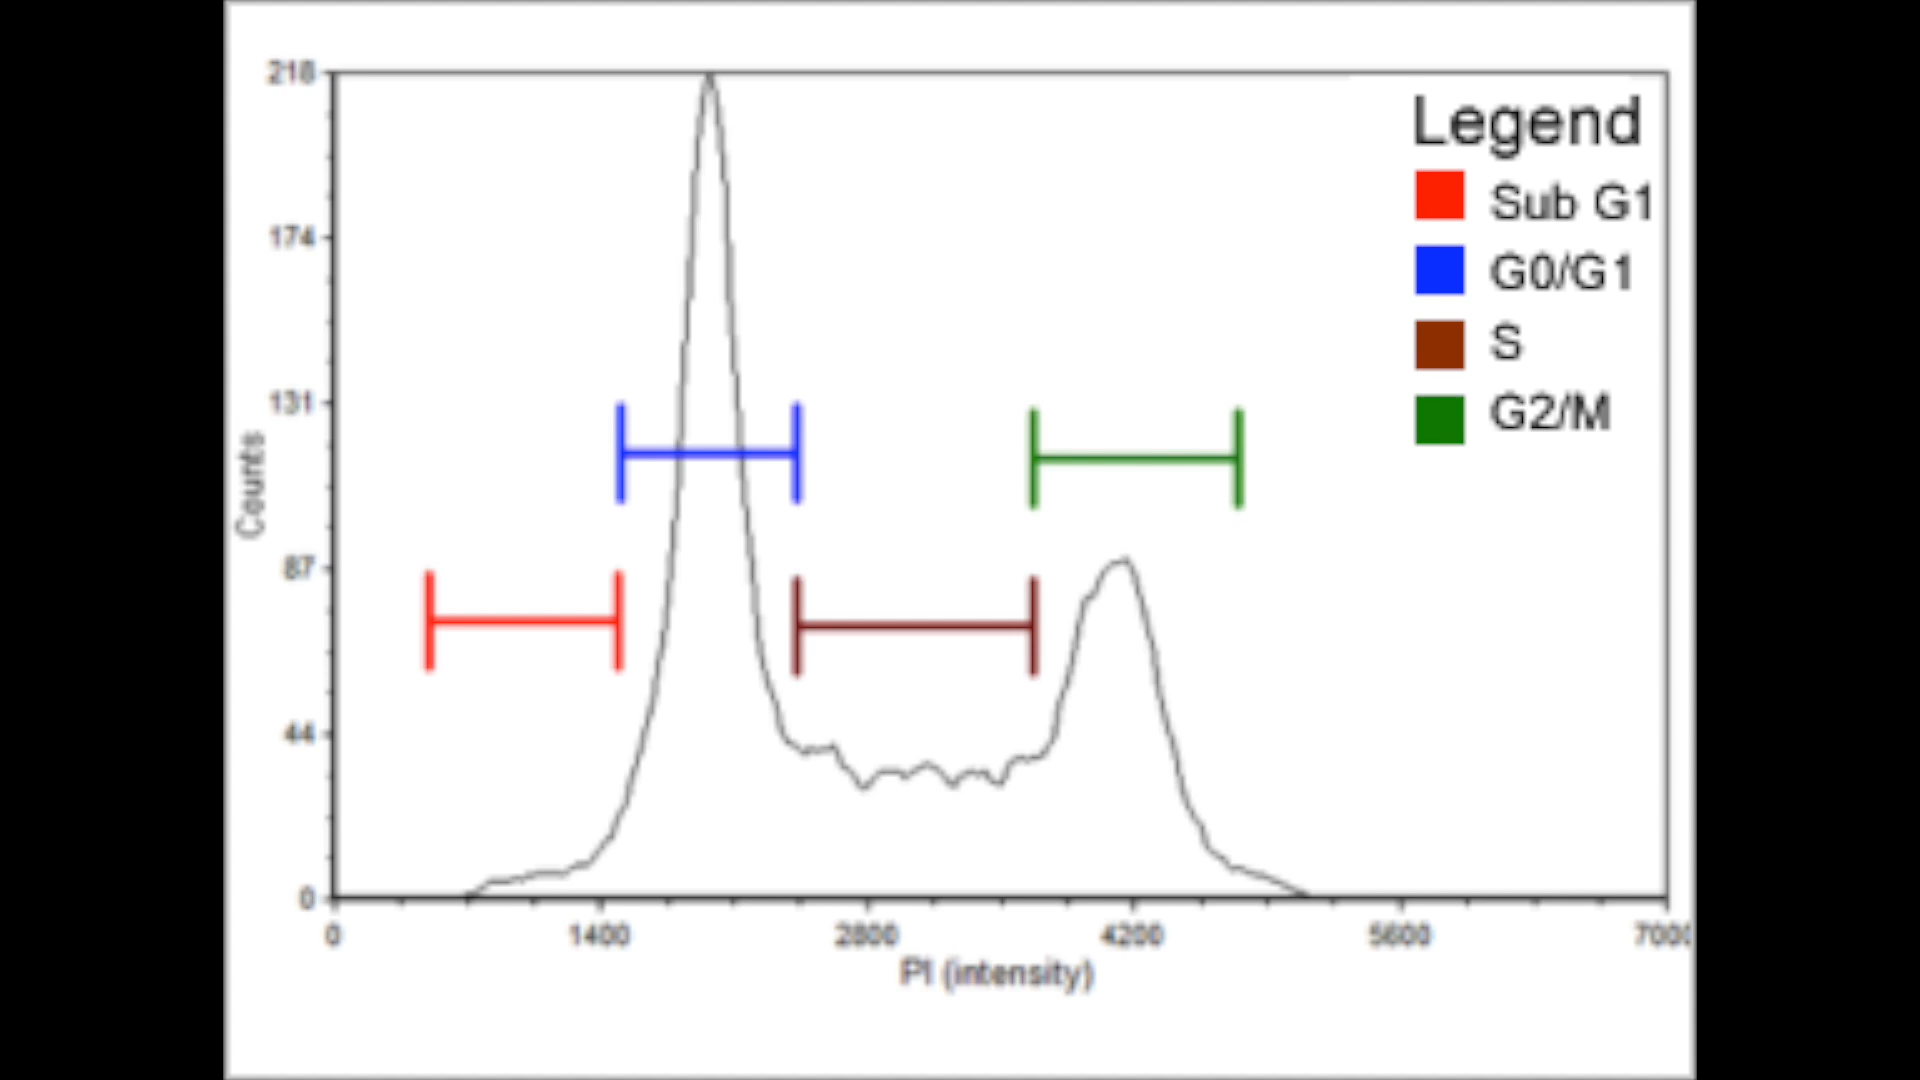 218
174
131
87
44
0
Counts
0 1400 2800 4200 5600 7000
PI (intensity)
Legend
Sub G1
G0/G1
S
G2/M